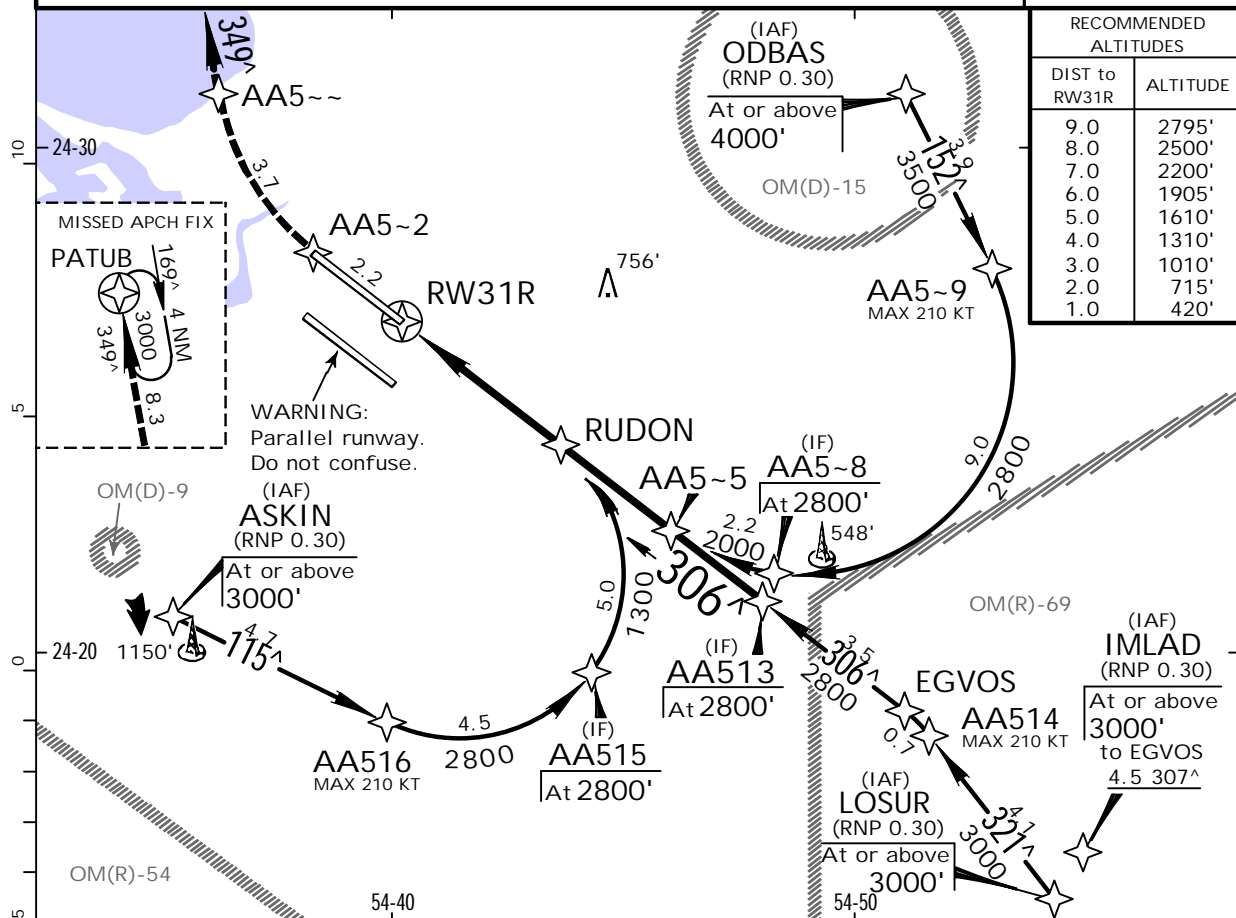 349^
AA5~~
3.7
AA5~2
2.2
RW31R
24-30
10
5
0
5
MISSED APCH FIX
PATUB
169^
4 NM
3000
349^
8.3
WARNING:
Parallel runway.
Do not confuse.
756'
(IAF)
ODBAS
(RNP 0.30)
At or above
4000'
OM(D)-15
3.9
152^
3500
AA5~9
MAX 210 KT
9.0
2800
RECOMMENDED
ALTITUDES
DIST to RW31R ALTITUDE
9.0 2795'
8.0 2500'
7.0 2200'
6.0 1905'
5.0 1610'
4.0 1310'
3.0 1010'
2.0 715'
1.0 420'
RUDON
AA5~5
(IF)
AA5~8
At 2800'
2.2
2000
548'
306^
OM(D)-9
(IAF)
ASKIN
(RNP 0.30)
At or above
3000'
24-20
1150'
4.7
115^
AA516
MAX 210 KT
4.5
2800
5.0
1300
(IF)
AA515
At 2800'
(IF)
AA513
At 2800'
3.5
306^
2800
OM(R)-69
EGVOS
0.7
AA514
MAX 210 KT
(IAF)
IMLAD
(RNP 0.30)
At or above
3000'
to EGVOS
4.5 307^
(IAF)
LOSUR
(RNP 0.30)
At or above
3000'
4.1
321^
3000
OM(R)-54
54-40
54-50